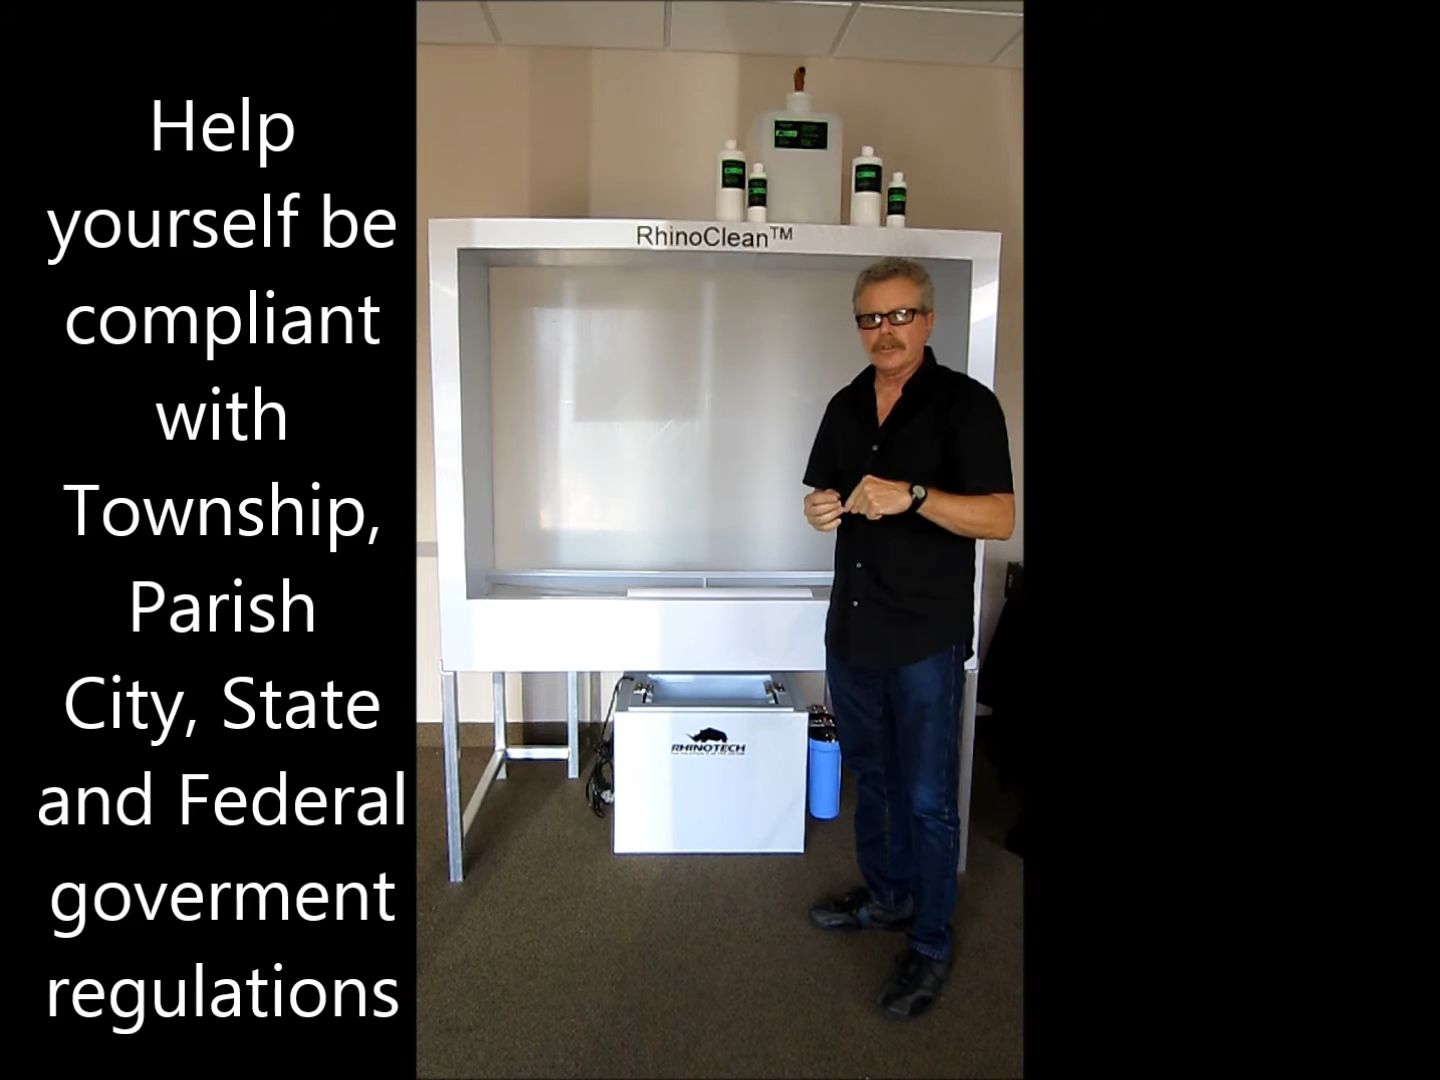 Help
yourself be
compliant
with
Township,
Parish
City, State
and Federal
goverment
regulations
RhinoClean™
RHINOTECH